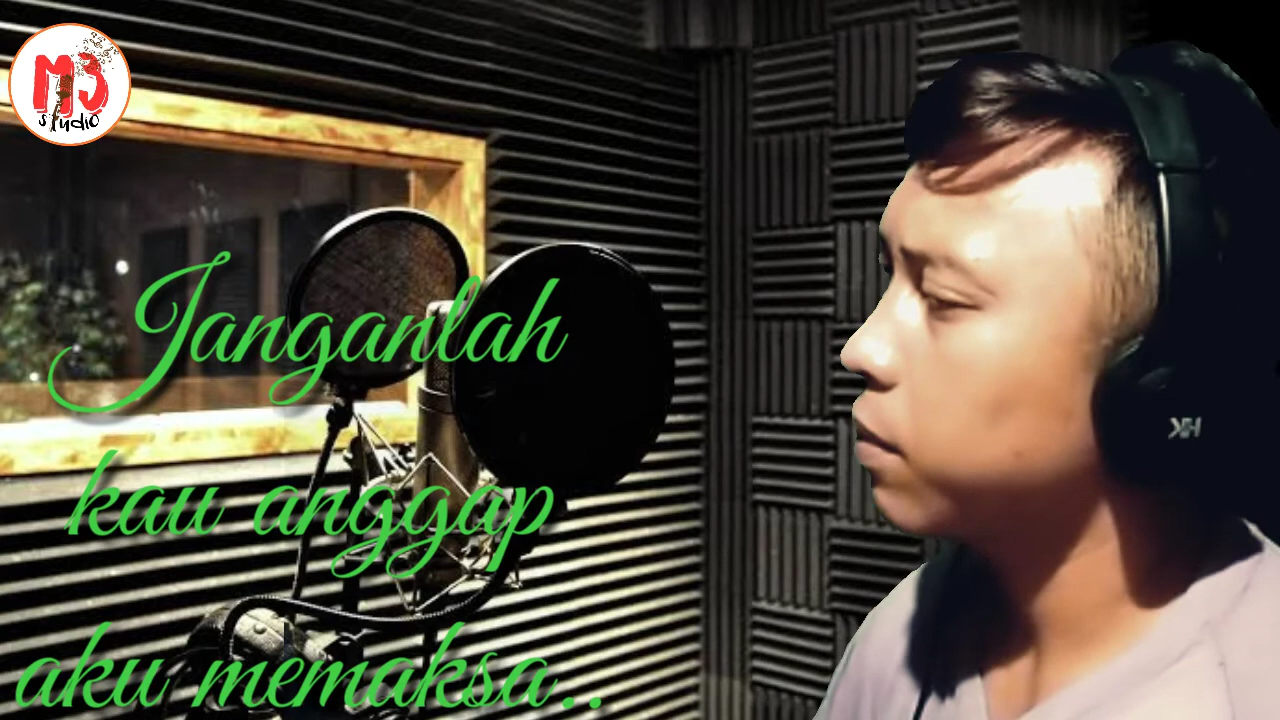 M3
studio
Janganlah
kau anggap
aku memaksa..